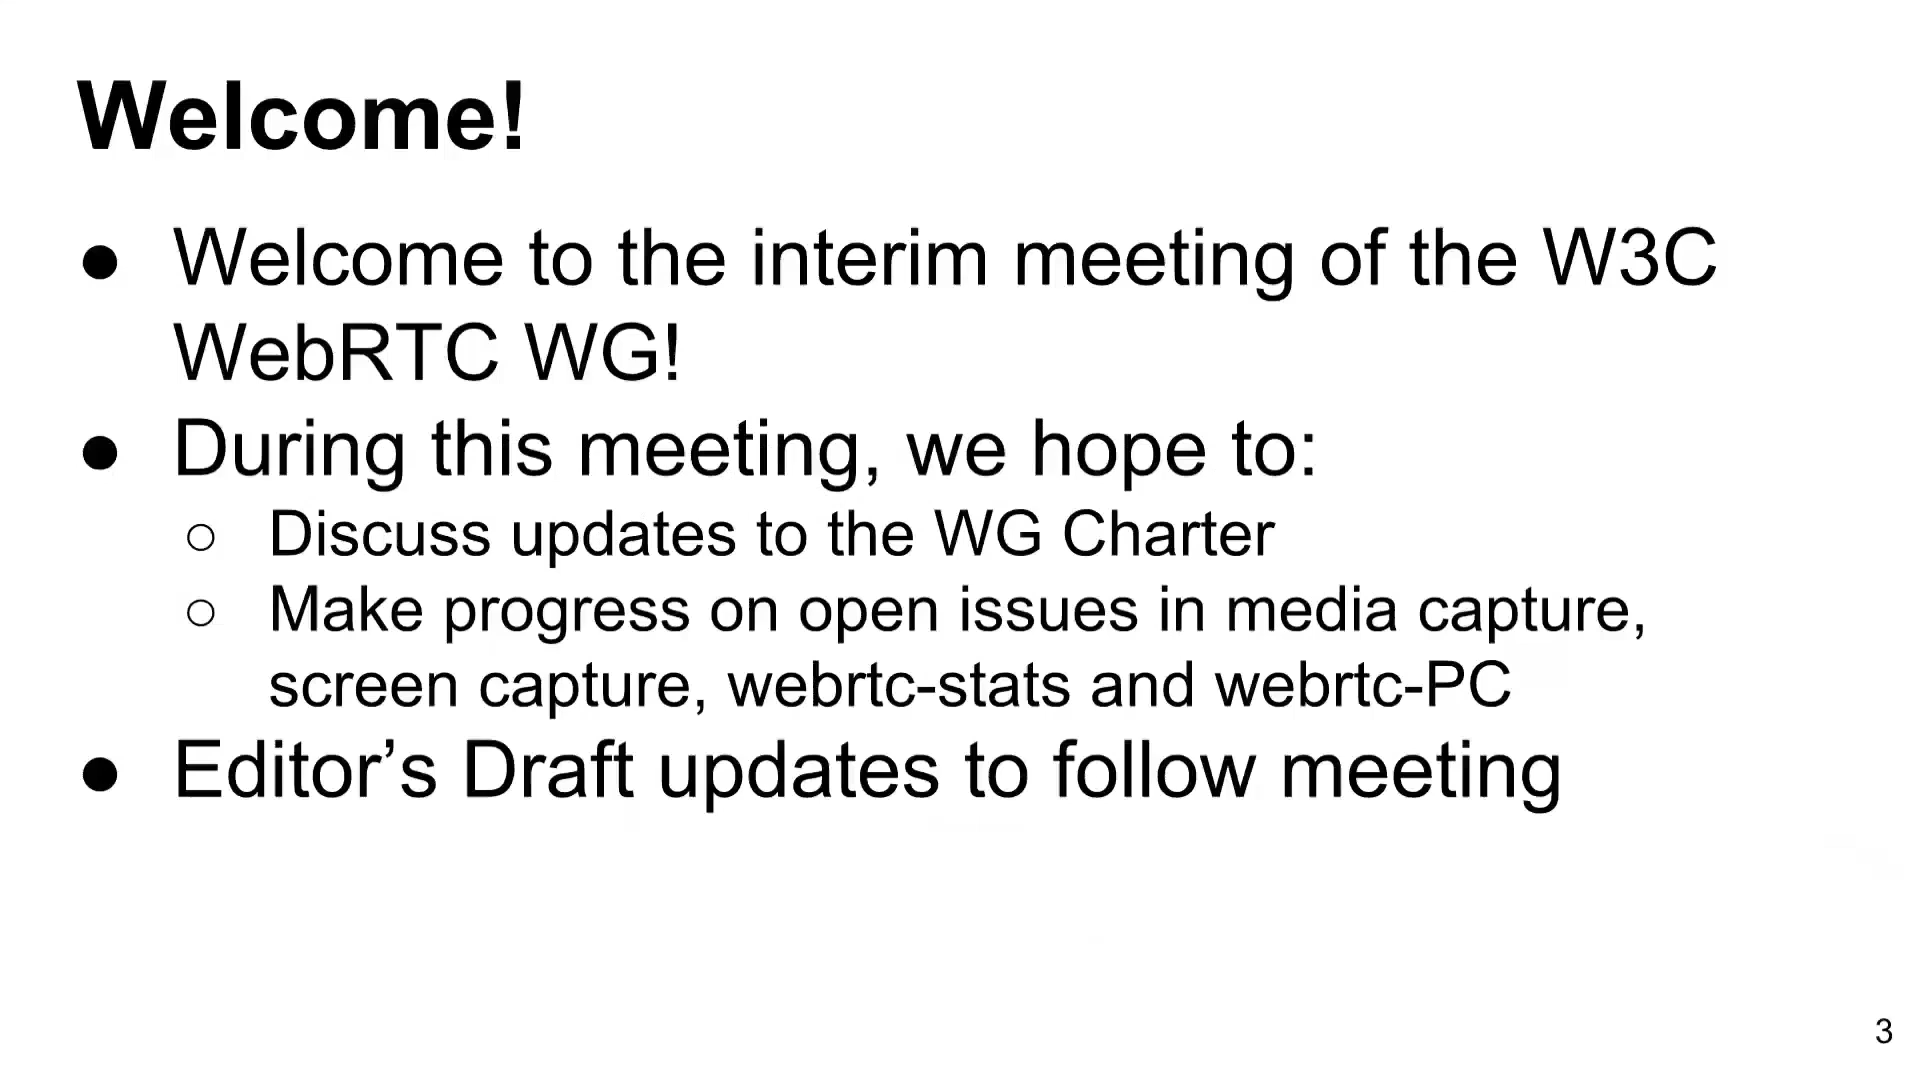 Welcome!
● Welcome to the interim meeting of the W3C
WebRTC WG!
● During this meeting, we hope to:
○ Discuss updates to the WG Charter
○ Make progress on open issues in media capture,
screen capture, webrtc-stats and webrtc-PC
● Editor’s Draft updates to follow meeting
3